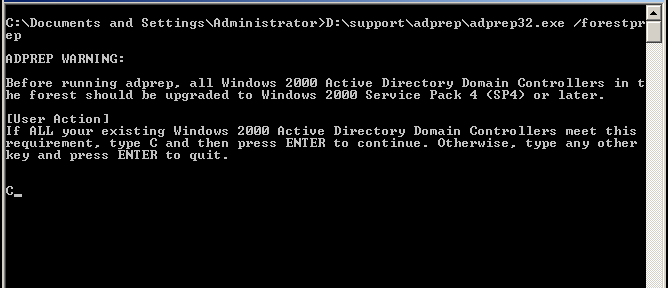 C:\Documents and Settings\Administrator>D:\support\adprep\adprep32.exe /forestpr
ep
ADPREP WARNING:
Before running adprep, all Windows 2000 Active Directory Domain Controllers in t
he forest should be upgraded to Windows 2000 Service Pack 4 (SP4) or later.
[User Action]
If ALL your existing Windows 2000 Active Directory Domain Controllers meet this
requirement, type C and then press ENTER to continue. Otherwise, type any other
key and press ENTER to quit.
C_